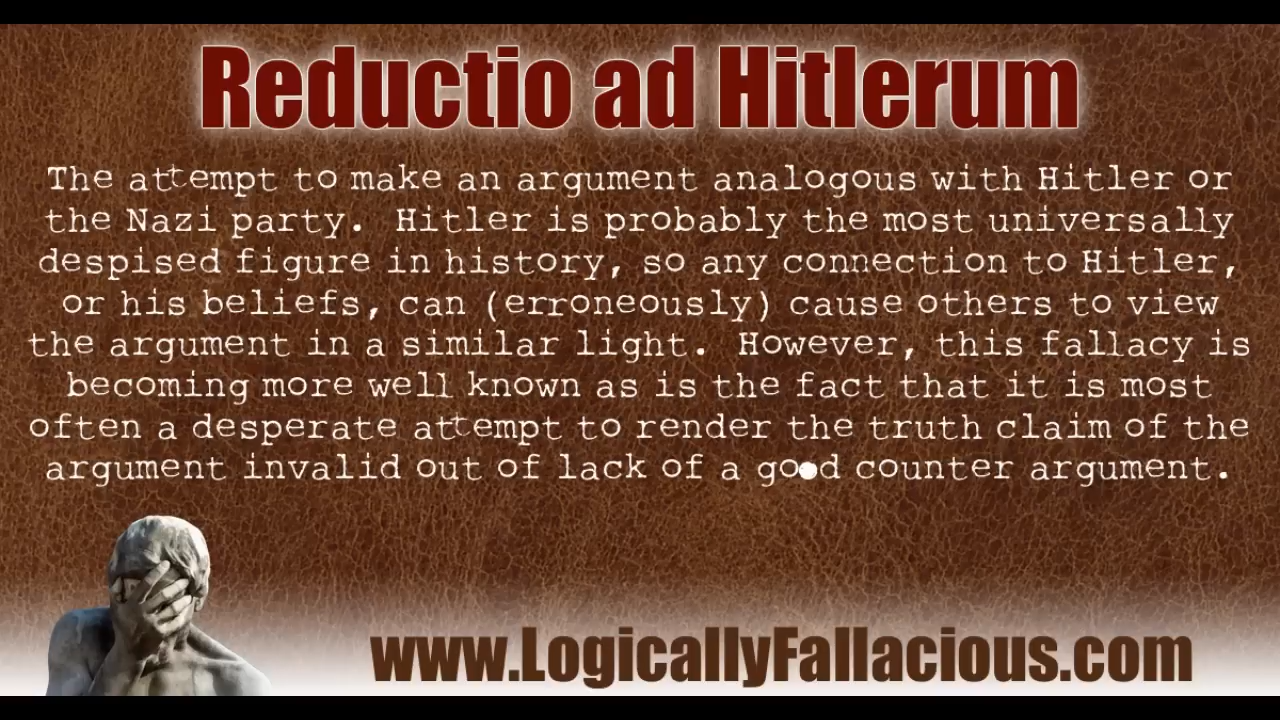 Reductio ad Hitlerum
The attempt to make an argument analogous with Hitler or
the Nazi party.  Hitler is probably the most universally
despised figure in history, so any connection to Hitler,
or his beliefs, can (erroneously) cause others to view
the argument in a similar light.  However, this fallacy is
becoming more well known as is the fact that it is most
often a desperate attempt to render the truth claim of the
argument invalid out of lack of a good counter argument.
www.LogicallyFallacious.com